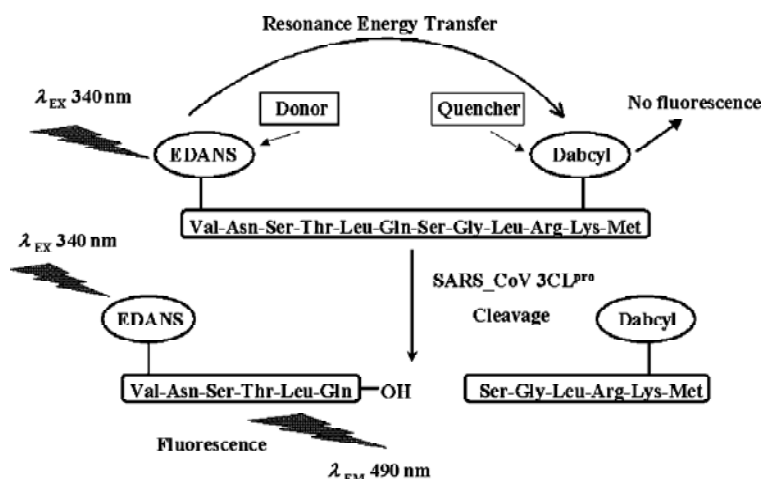 Resonance Energy Transfer
λEX 340 nm
Donor
Quencher
No fluorescence
EDANS
Dabcyl
Val-Asn-Ser-Thr-Leu-Gln-Ser-Gly-Leu-Arg-Lys-Met
λEX 340 nm
SARS_CoV 3CLpro
Cleavage
EDANS
Dabcyl
Val-Asn-Ser-Thr-Leu-Gln-OH
Ser-Gly-Leu-Arg-Lys-Met
Fluorescence
λEM 490 nm